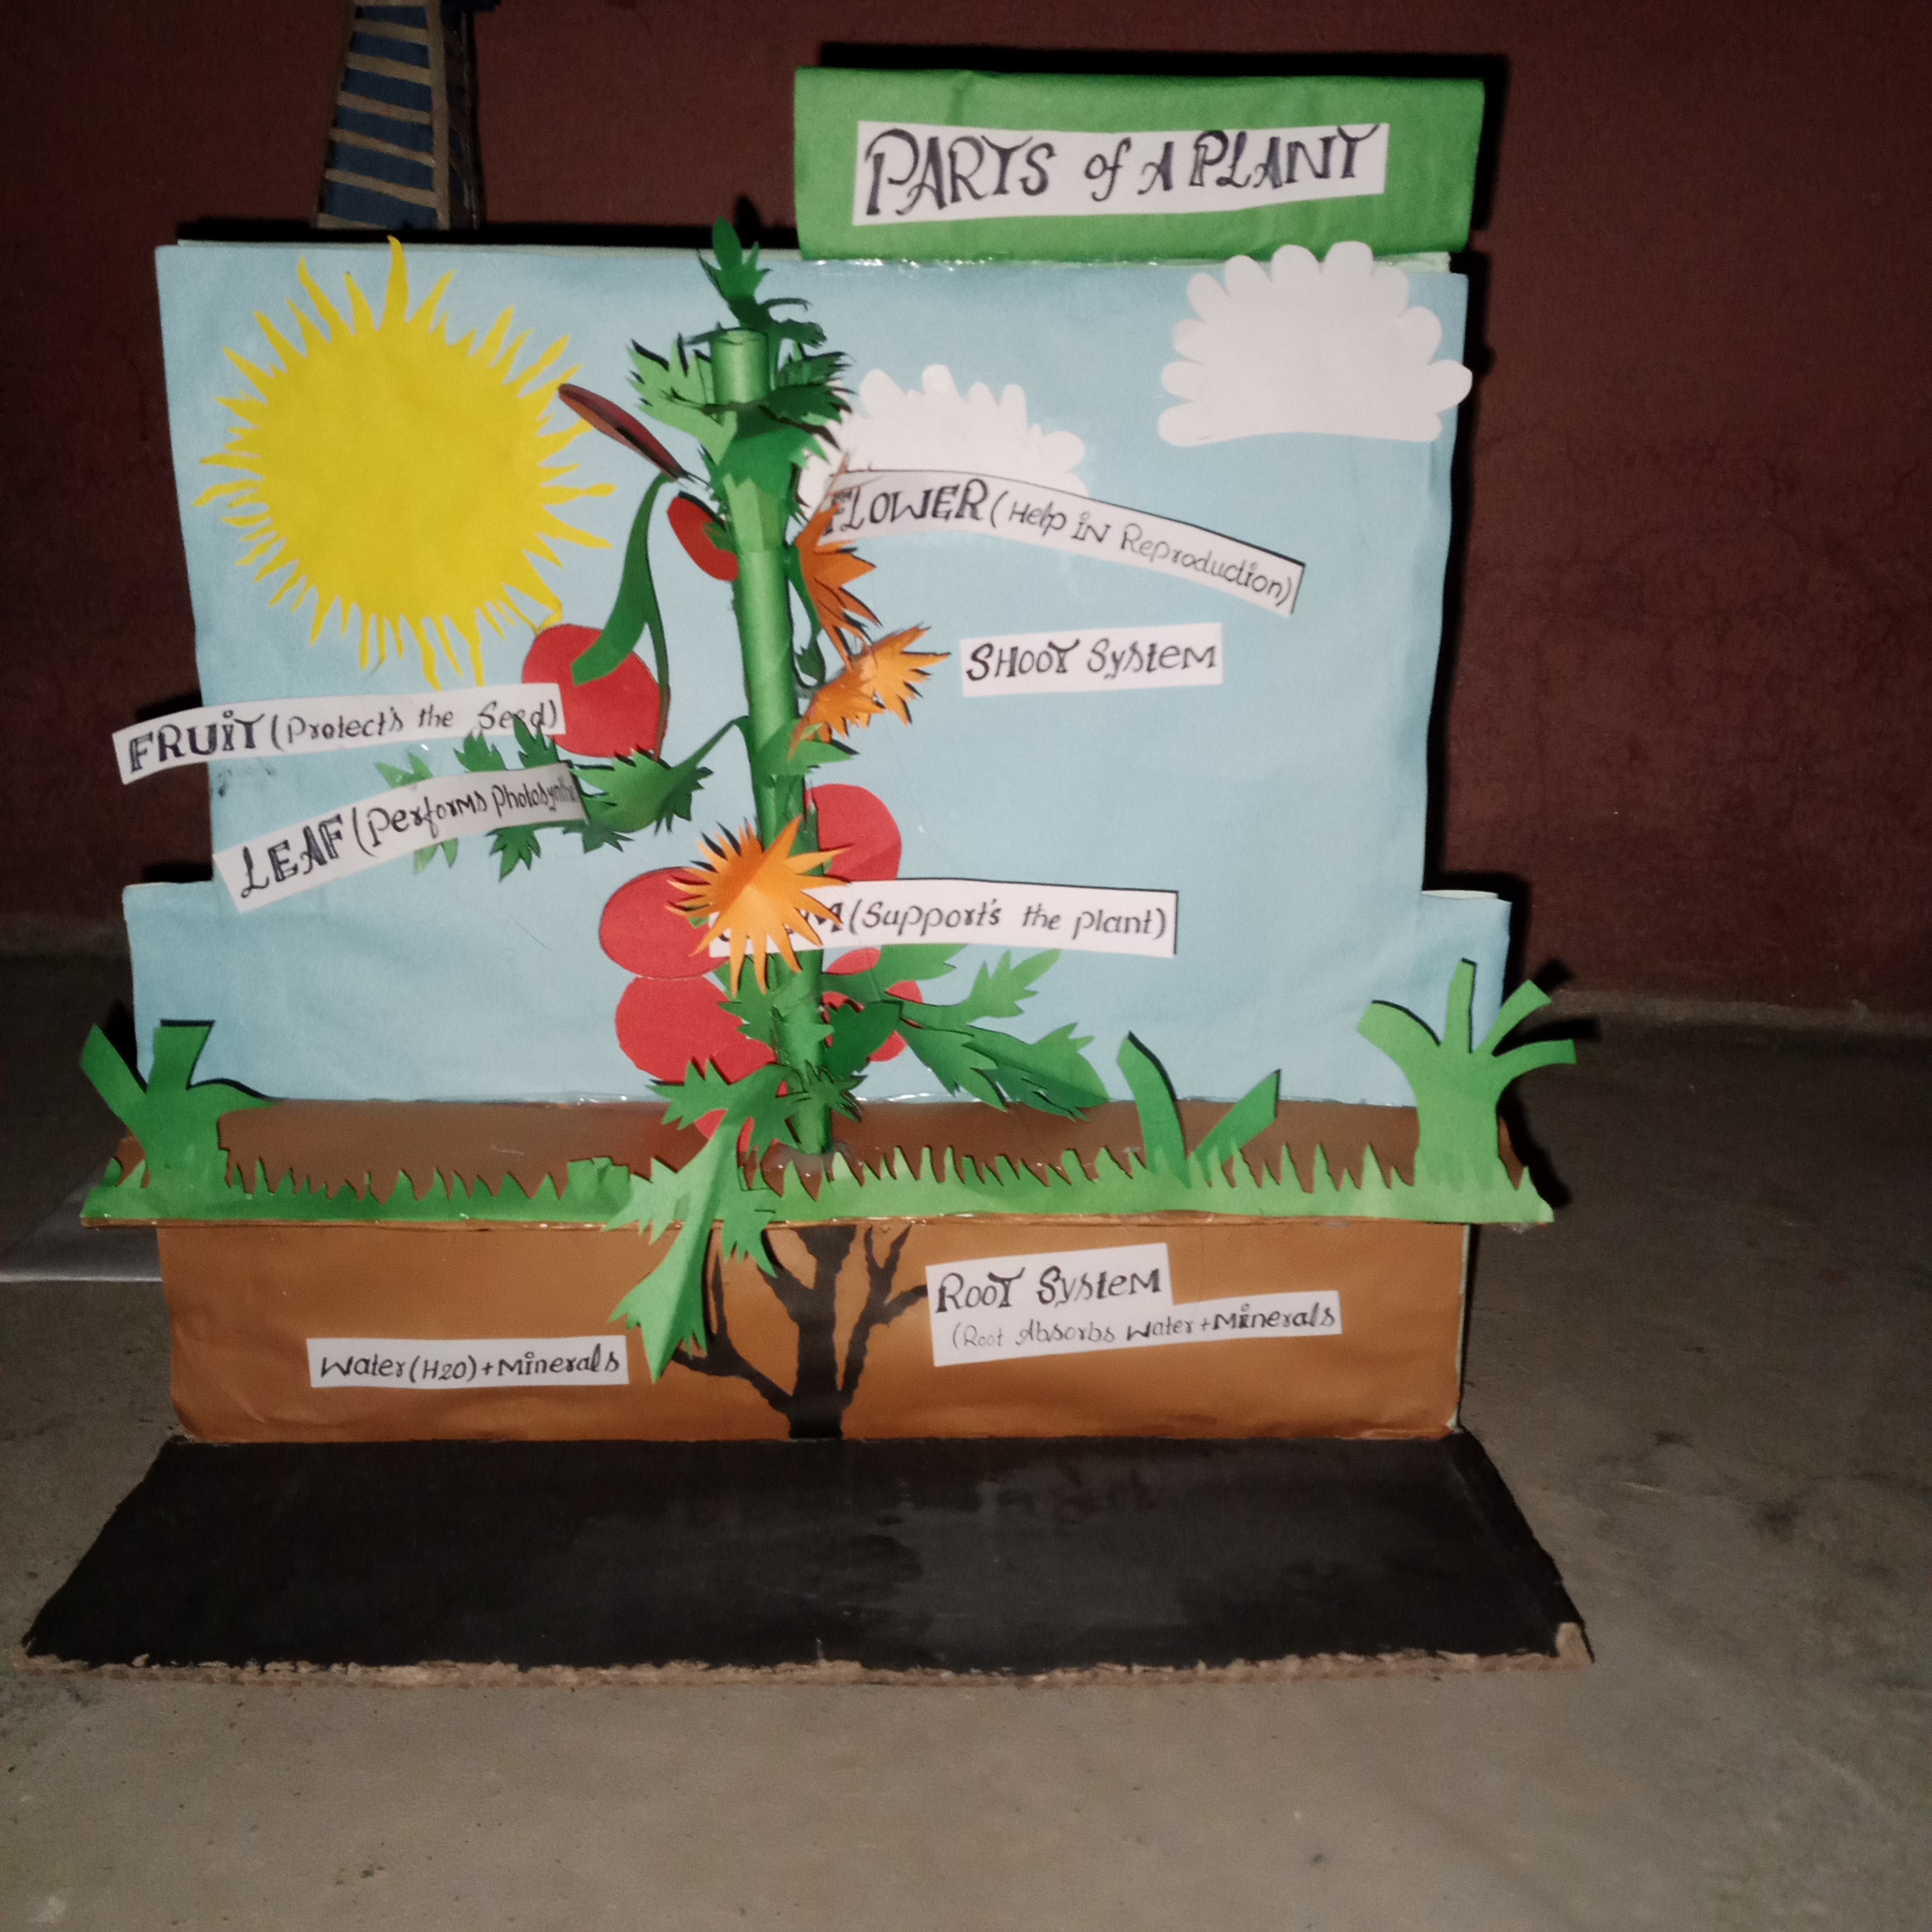 PARTS of A PLANT
FLOWER (Help iN Reproduction)
SHOOT SysteM
FRUiT (Protect's the Seed)
LEAF (PerforMs
(Support's the plant)
ROOT SysteM
(Root Absorbs Water + Minerals
Water (H2O) + Minerals